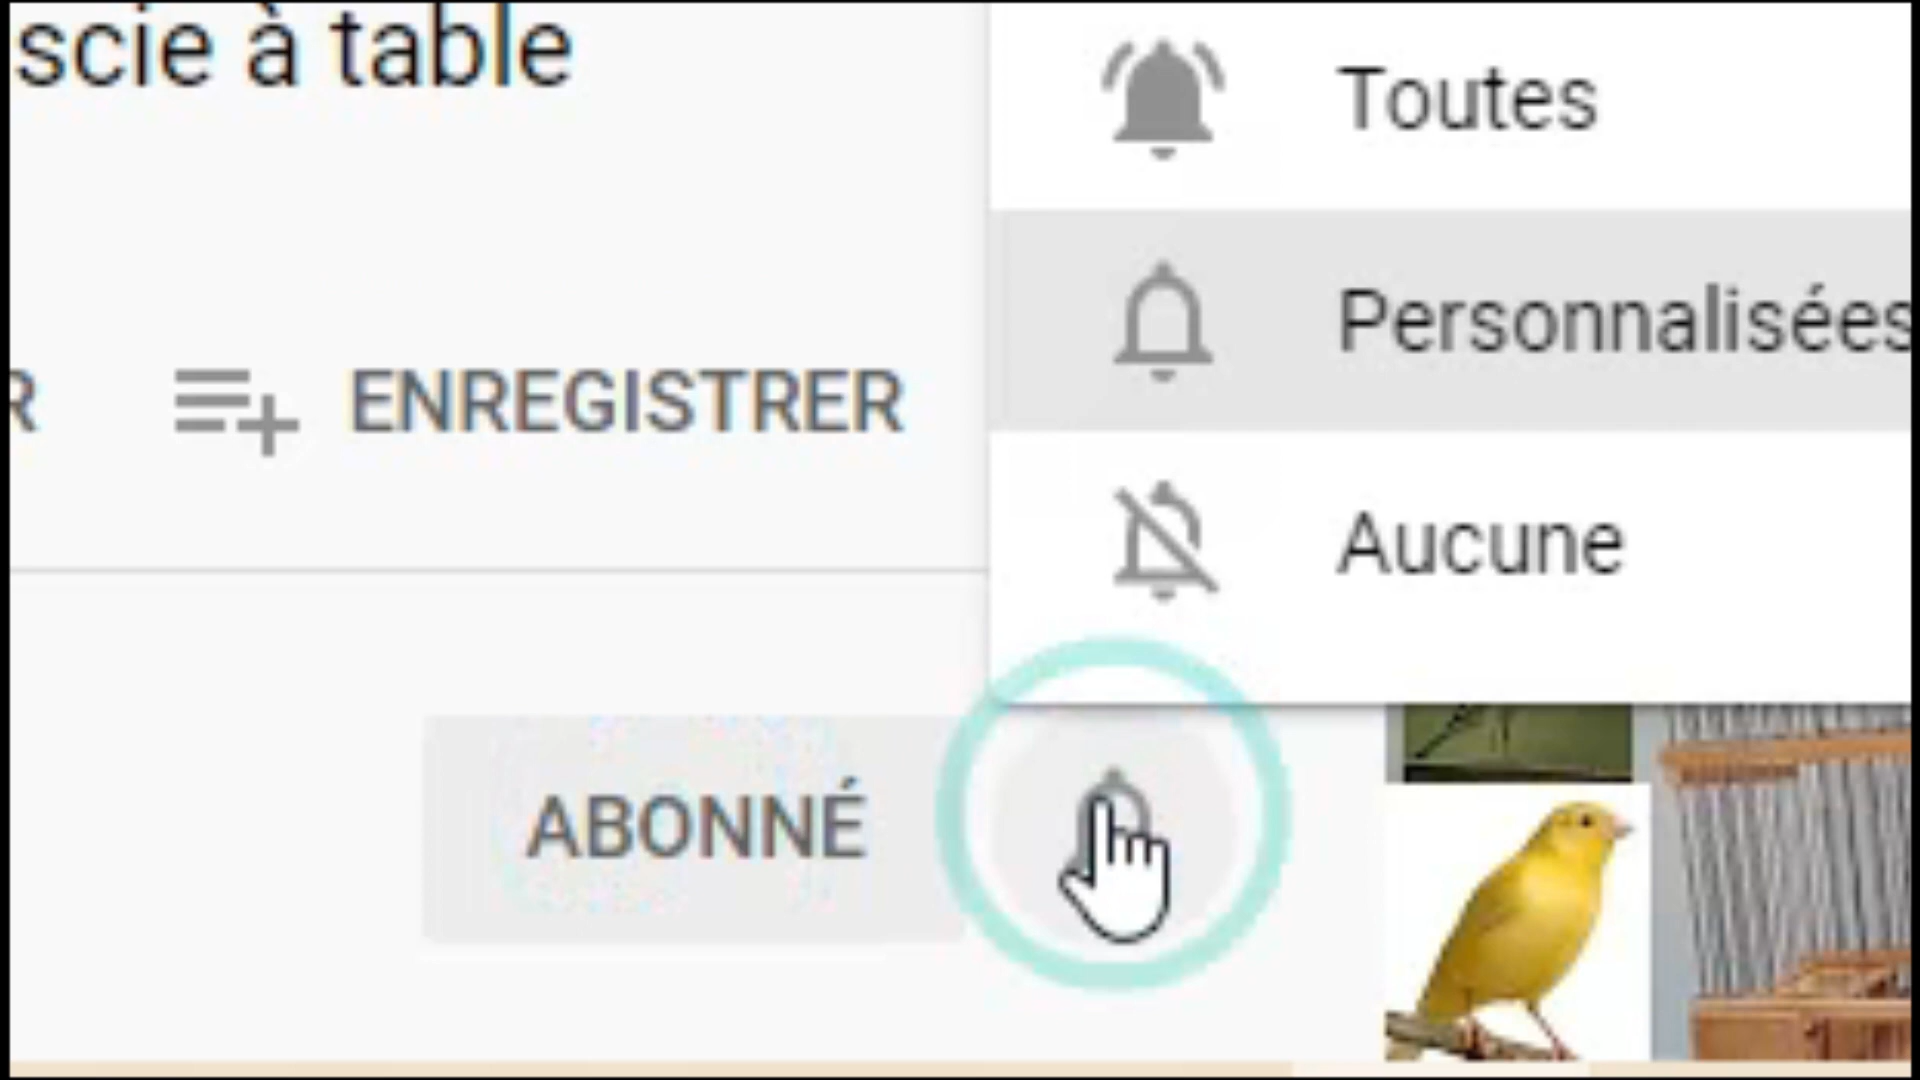 scie à table
Toutes
Personnalisées
R ENREGISTRER
Aucune
ABONNÉ